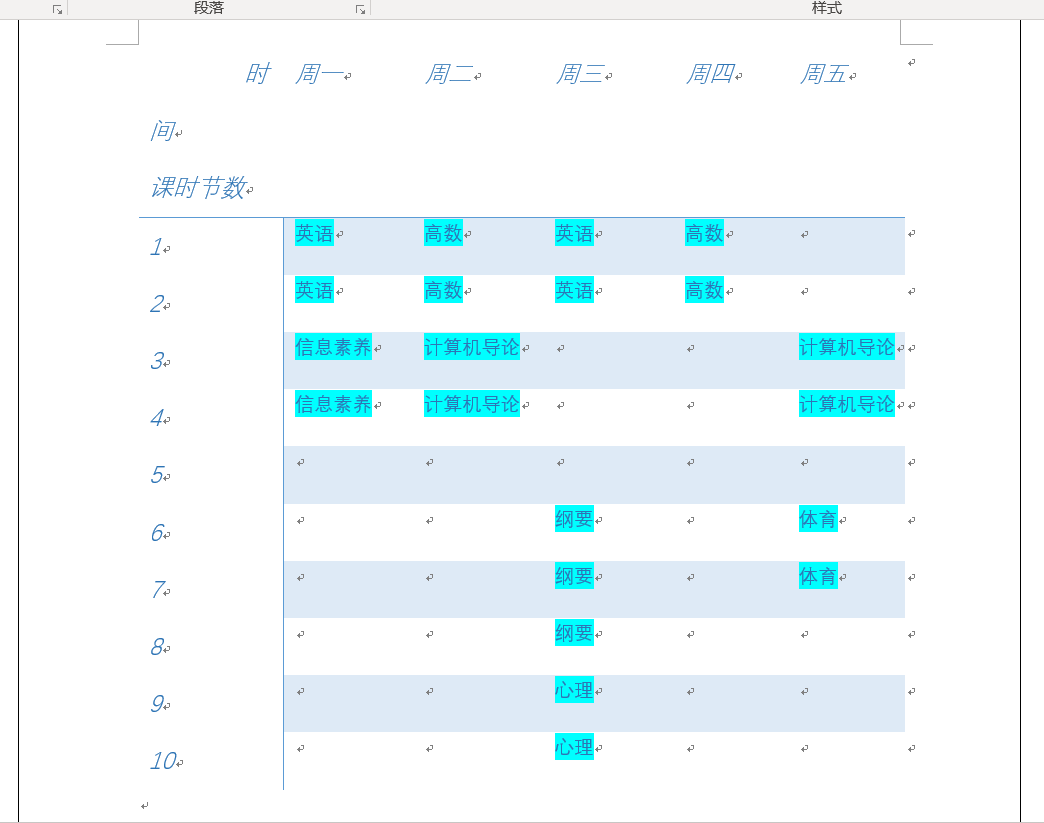 段落 样式
时 周一 周二 周三 周四 周五
间
课时节数
1 英语 高数 英语 高数
2 英语 高数 英语 高数
3 信息素养 计算机导论 计算机导论
4 信息素养 计算机导论 计算机导论
5
6 纲要 体育
7 纲要 体育
8 纲要
9 心理
10 心理